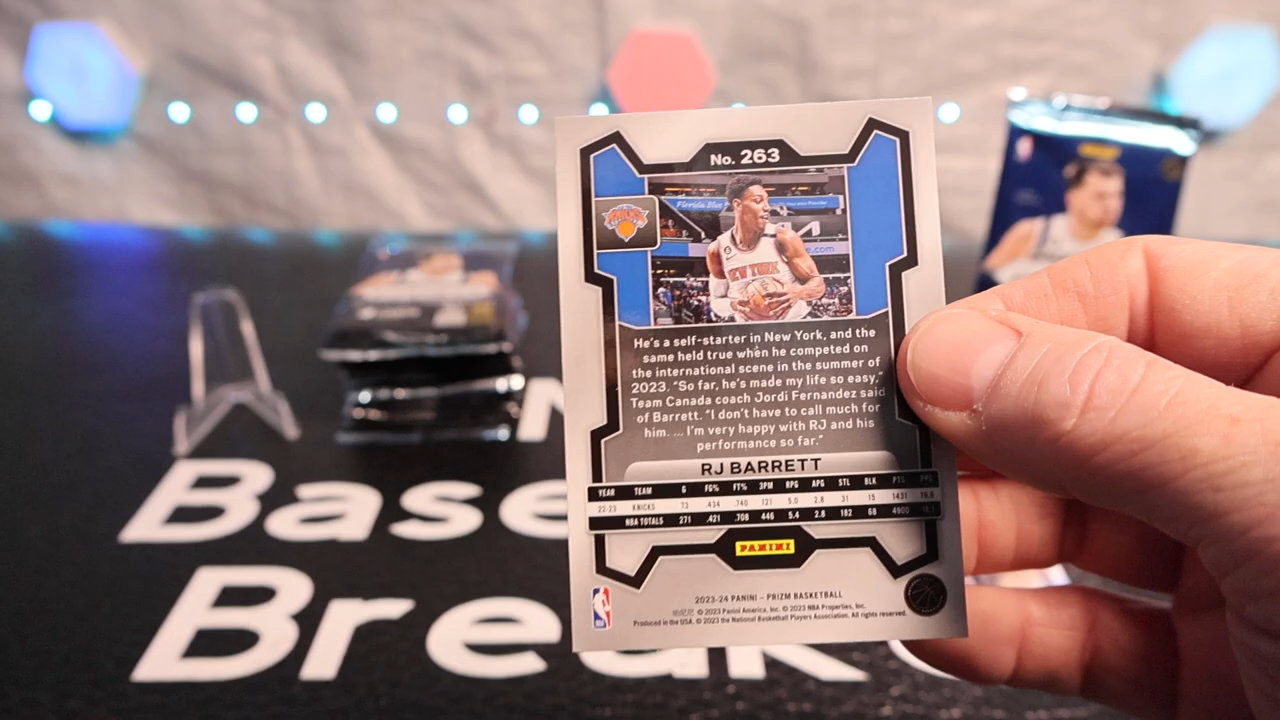 No. 263
Florida Blue
e.com
NEW YORK
He's a self-starter in New York, and the
same held true when he competed on
the international scene in the summer of
2023. "So far, he's made my life so easy,"
Team Canada coach Jordi Fernandez said
of Barrett. "I don't have to call much for
him. ... I'm very happy with RJ and his
performance so far."
RJ BARRETT
YEAR TEAM G FG% FT% 3PM RPG APG STL BLK PTS PPG
22-23 KNICKS 73 .434 .740 121 5.0 2.8 31 15 1431 19.6
NBA TOTALS 271 .421 .708 446 5.4 2.8 182 68 4900
PANINI
2023-24 PANINI – PRIZM BASKETBALL
© 2023 Panini America, Inc. © 2023 NBA Properties, Inc.
Produced in the USA. © 2023 the National Basketball Players Association. All rights reserved.
N
Base
Break